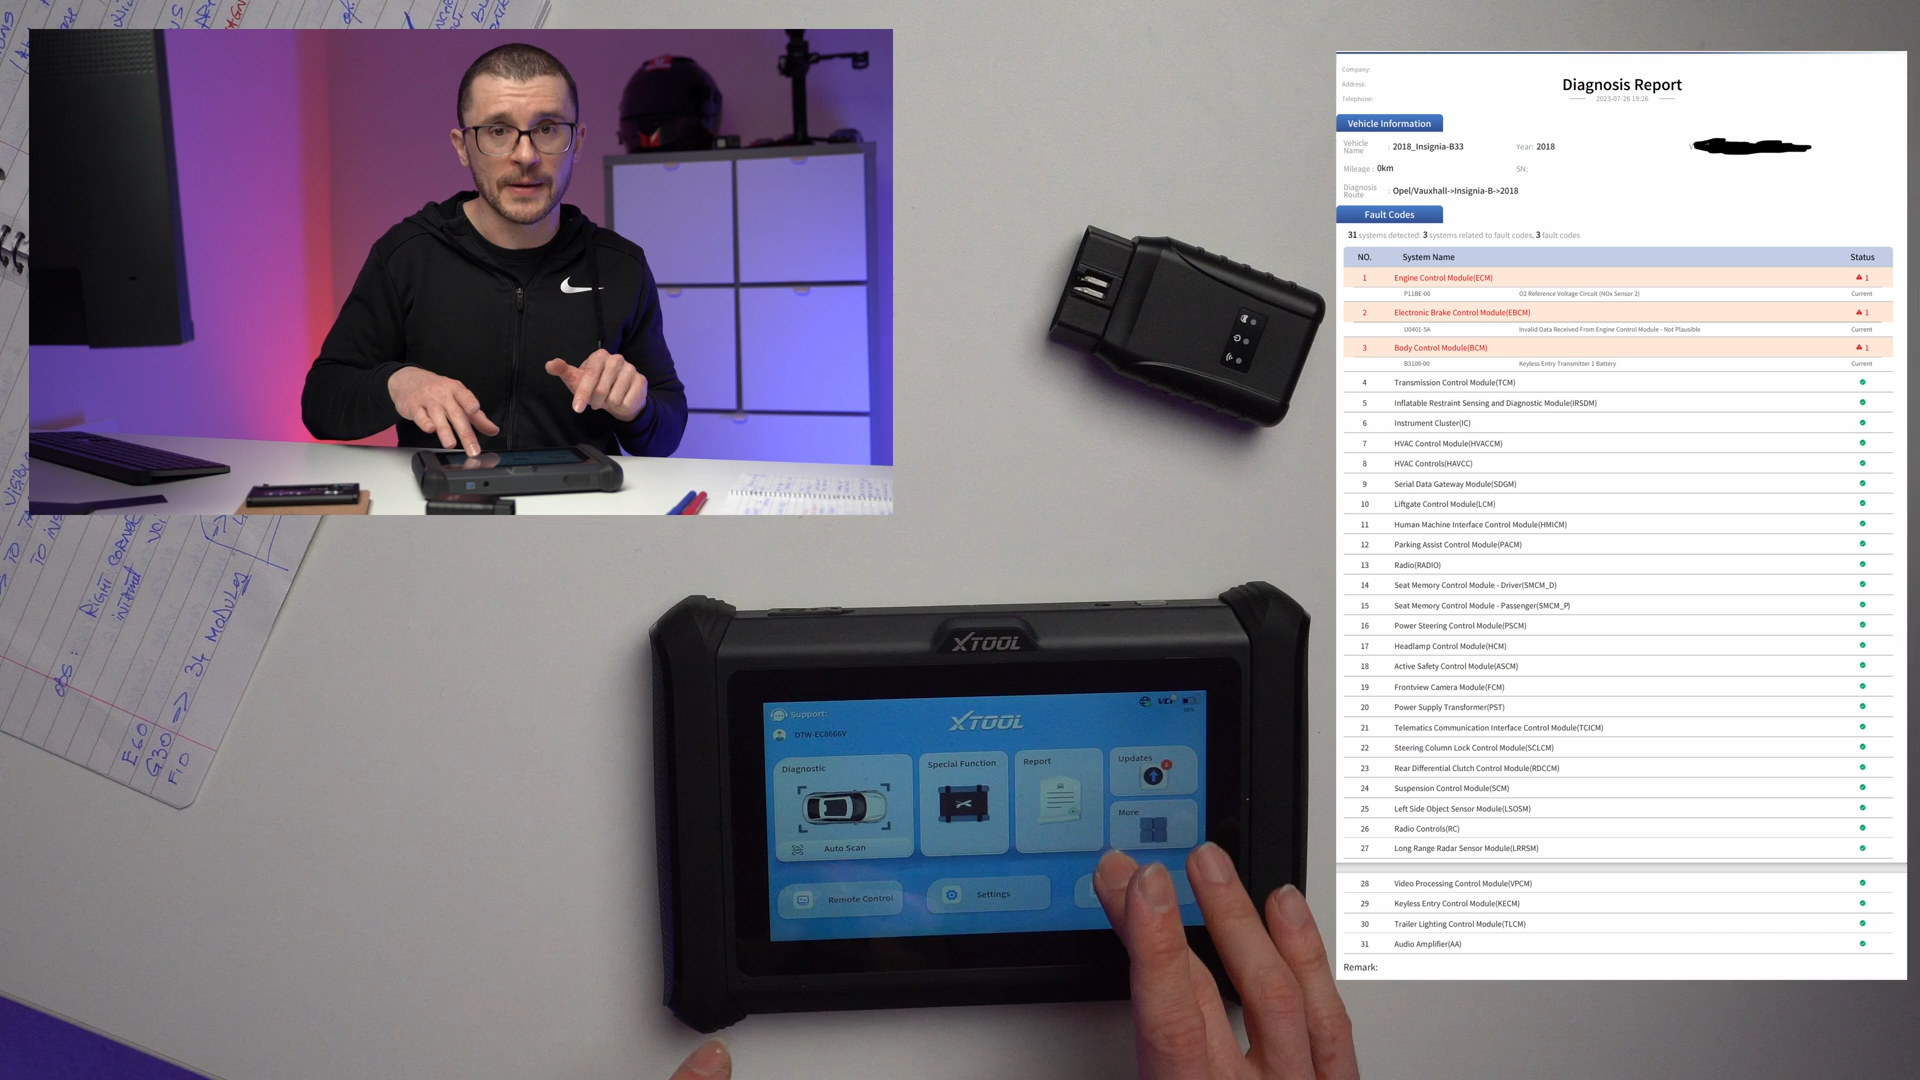 Company:
Address:
Telephone:
Diagnosis Report
2023-07-26 19:26
Vehicle Information
Vehicle Name : 2018_Insignia-B33
Year: 2018
Mileage : 0km
SN:
Diagnosis Route : Opel/Vauxhall->Insignia-B->2018
Fault Codes
31 systems detected: 3 systems related to fault codes, 3 fault codes
NO. System Name Status
1 Engine Control Module(ECM) 1
P11BE-00 O2 Reference Voltage Circuit (NOx Sensor 2) Current
2 Electronic Brake Control Module(EBCM) 1
U0401-5A Invalid Data Received From Engine Control Module - Not Plausible Current
3 Body Control Module(BCM) 1
B3109-00 Keyless Entry Transmitter 1 Battery Current
4 Transmission Control Module(TCM)
5 Inflatable Restraint Sensing and Diagnostic Module(IRSDM)
6 Instrument Cluster(IC)
7 HVAC Control Module(HVACCM)
8 HVAC Controls(HAVCC)
9 Serial Data Gateway Module(SDGM)
10 Liftgate Control Module(LCM)
11 Human Machine Interface Control Module(HMICM)
12 Parking Assist Control Module(PACM)
13 Radio(RADIO)
14 Seat Memory Control Module - Driver(SMCM_D)
15 Seat Memory Control Module - Passenger(SMCM_P)
16 Power Steering Control Module(PSCM)
17 Headlamp Control Module(HCM)
18 Active Safety Control Module(ASCM)
19 Frontview Camera Module(FCM)
20 Power Supply Transformer(PST)
21 Telematics Communication Interface Control Module(TCICM)
22 Steering Column Lock Control Module(SCLCM)
23 Rear Differential Clutch Control Module(RDCCM)
24 Suspension Control Module(SCM)
25 Left Side Object Sensor Module(LSOSM)
26 Radio Controls(RC)
27 Long Range Radar Sensor Module(LRRSM)
28 Video Processing Control Module(VPCM)
29 Keyless Entry Control Module(KECM)
30 Trailer Lighting Control Module(TLCM)
31 Audio Amplifier(AA)
Remark:
XTOOL
Support:
D7W-EC8666V
XTOOL
VCI
Diagnostic
Auto Scan
Special Function
Report
Updates
More
Remote Control
Settings
obs:
RIGHT CORNER
E60
G30 => 34 MODULES
F10